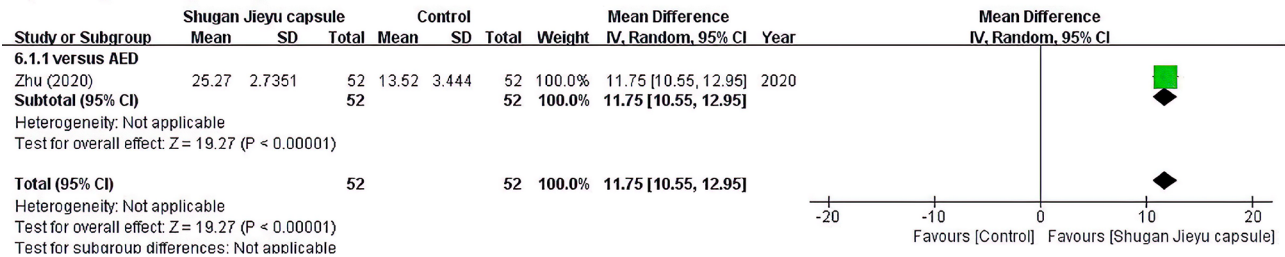 Shugan Jieyu capsule Control Mean Difference Mean Difference
Study or Subgroup Mean SD Total Mean SD Total Weight IV, Random, 95% CI Year IV, Random, 95% CI
6.1.1 versus AED
Zhu (2020) 25.27 2.7351 52 13.52 3.444 52 100.0% 11.75 [10.55, 12.95] 2020
Subtotal (95% CI) 52 52 100.0% 11.75 [10.55, 12.95]
Heterogeneity: Not applicable
Test for overall effect: Z = 19.27 (P < 0.00001)
Total (95% CI) 52 52 100.0% 11.75 [10.55, 12.95]
Heterogeneity: Not applicable
Test for overall effect: Z = 19.27 (P < 0.00001)
Test for subgroup differences: Not applicable
-20 -10 0 10 20
Favours [Control] Favours [Shugan Jieyu capsule]